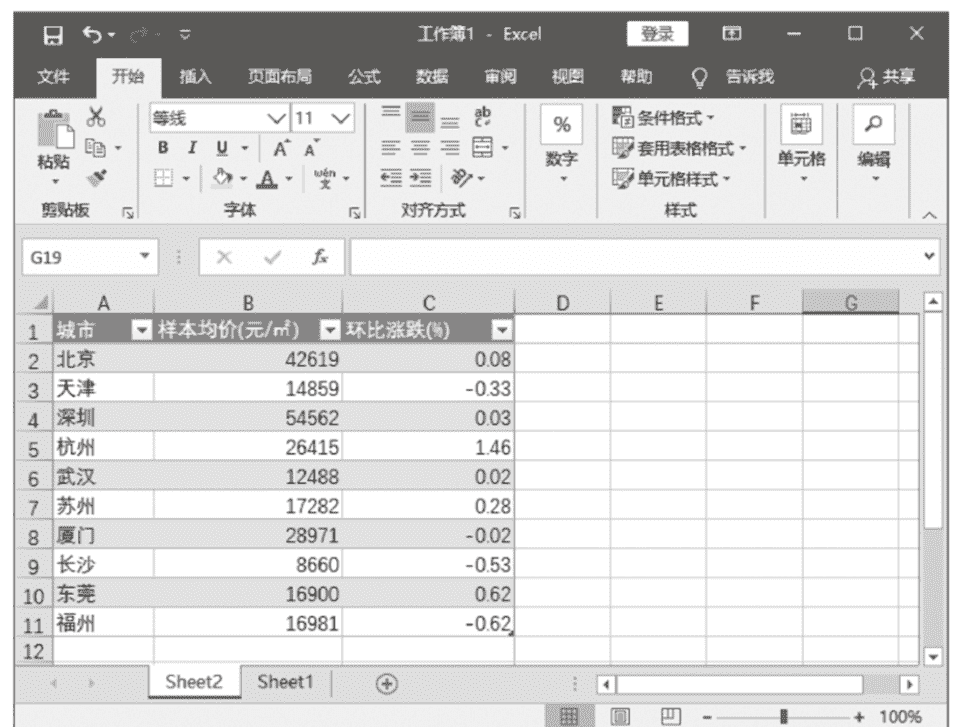 工作簿1 - Excel 登录
文件 开始 插入 页面布局 公式 数据 审阅 视图 帮助 告诉我 共享
等线 11 ab % 条件格式
粘贴 B I U A A 数字 套用表格格式 单元格 编辑
A wén 文 单元格样式
剪贴板 字体 对齐方式 样式
G19 fx
A B C D E F G
1 城市 样本均价(元/㎡) 环比涨跌(%)
2 北京 42619 0.08
3 天津 14859 -0.33
4 深圳 54562 0.03
5 杭州 26415 1.46
6 武汉 12488 0.02
7 苏州 17282 0.28
8 厦门 28971 -0.02
9 长沙 8660 -0.53
10 东莞 16900 0.62
11 福州 16981 -0.62
12
Sheet2 Sheet1
100%